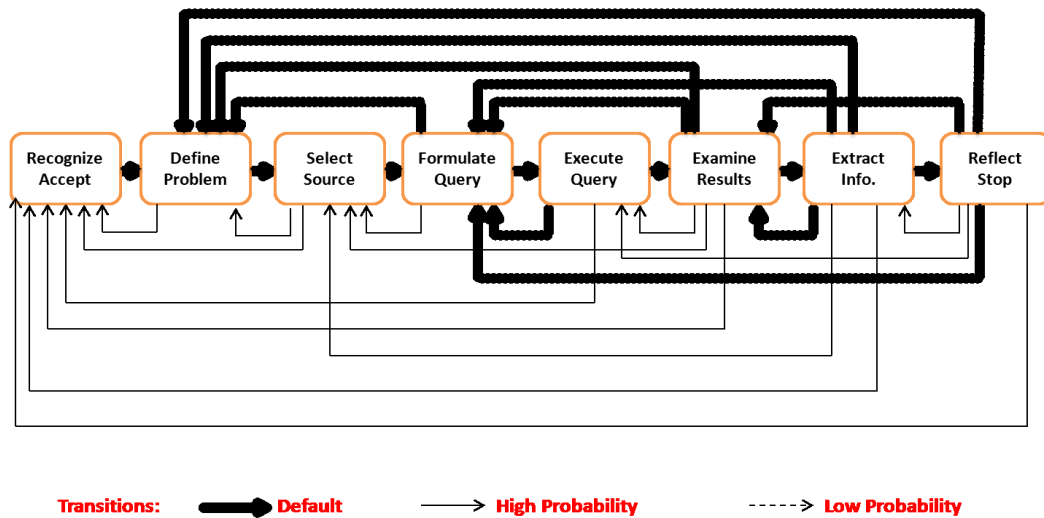 Recognize
Accept
Define
Problem
Select
Source
Formulate
Query
Execute
Query
Examine
Results
Extract
Info.
Reflect
Stop
Transitions:
Default
High Probability
Low Probability